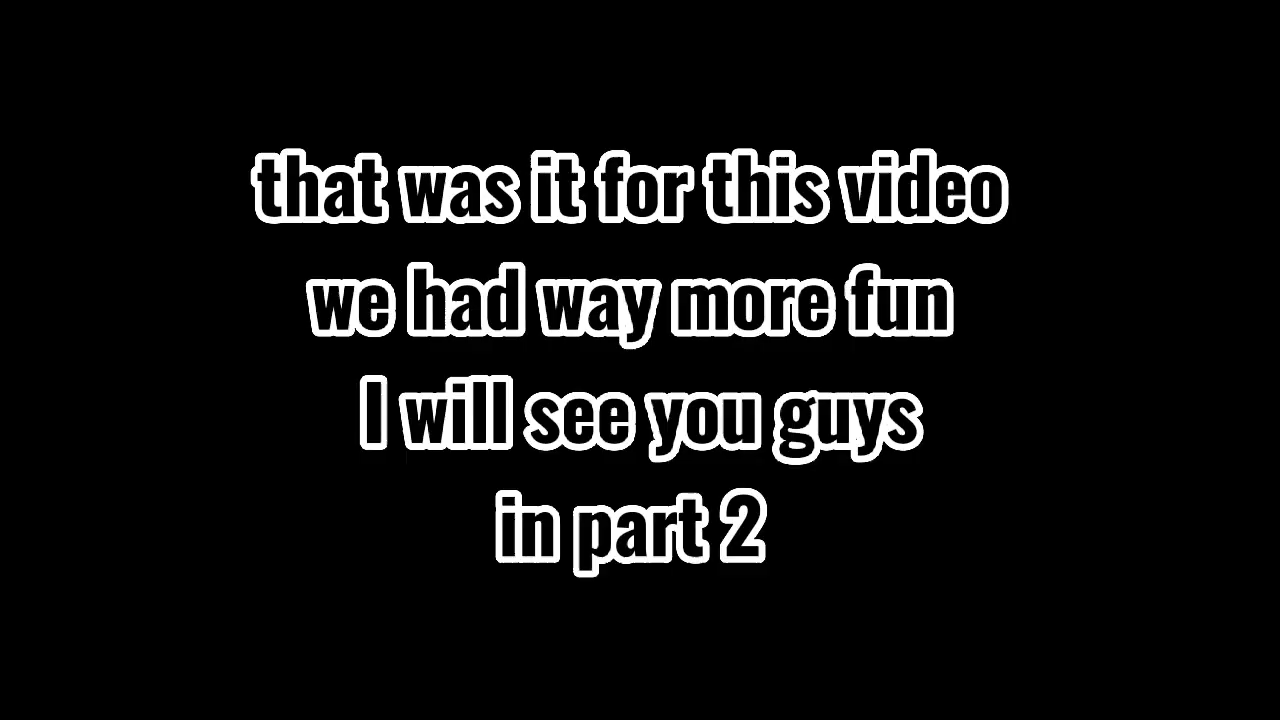 that was it for this video
we had way more fun
I will see you guys
in part 2